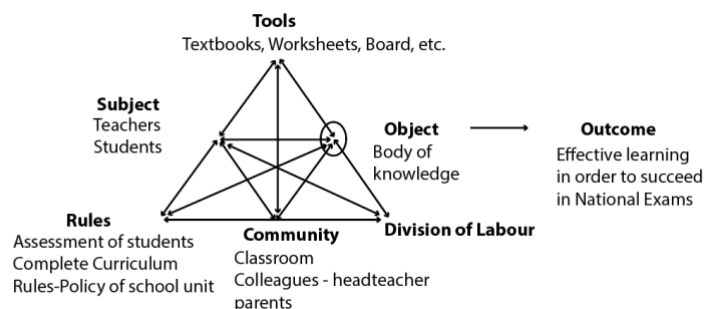 Tools
Textbooks, Worksheets, Board, etc.
Subject
Teachers
Students
Object
Body of
knowledge
Outcome
Effective learning
in order to succeed
in National Exams
Rules
Assessment of students
Complete Curriculum
Rules-Policy of school unit
Community
Classroom
Colleagues - headteacher
parents
Division of Labour